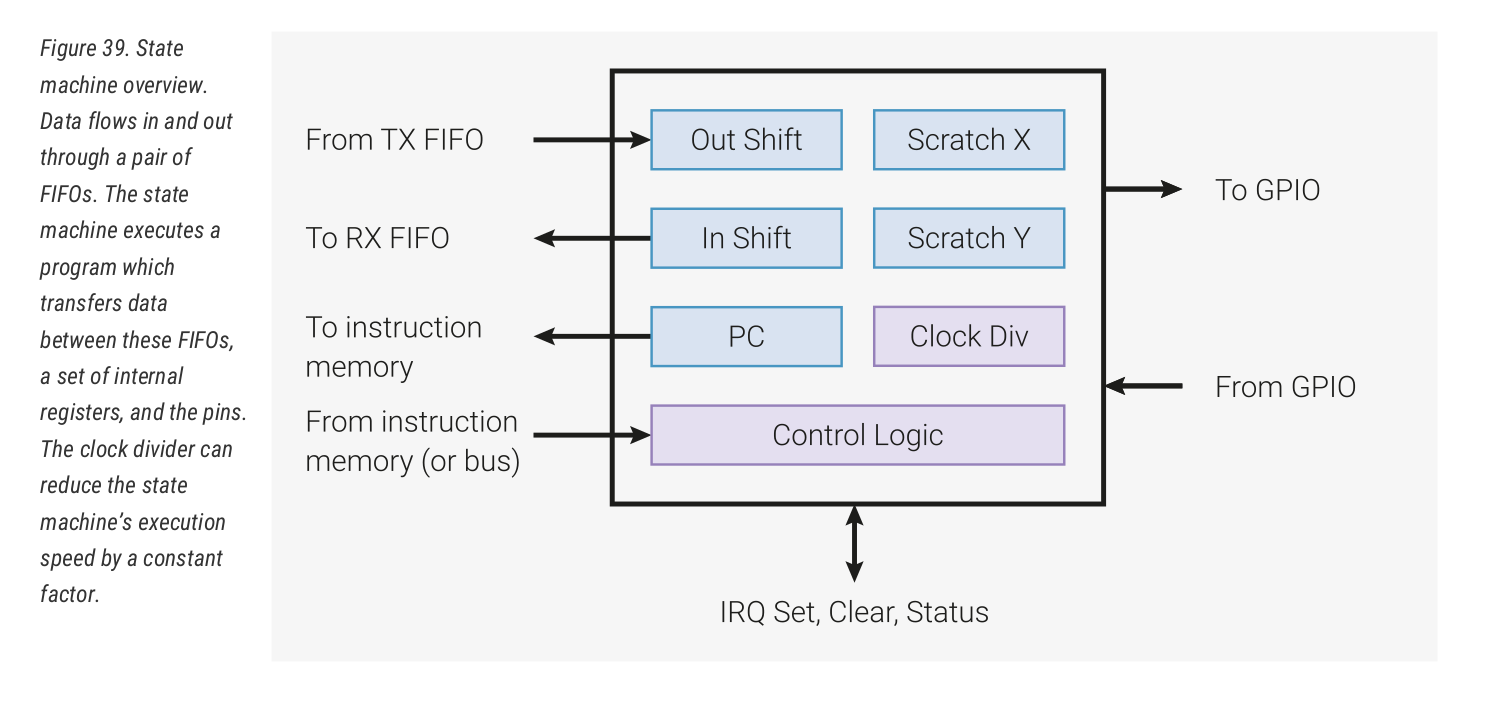 Figure 39. State
machine overview.
Data flows in and out
through a pair of
FIFOs. The state
machine executes a
program which
transfers data
between these FIFOs,
a set of internal
registers, and the pins.
The clock divider can
reduce the state
machine’s execution
speed by a constant
factor.
From TX FIFO
Out Shift
Scratch X
To GPIO
To RX FIFO
In Shift
Scratch Y
To instruction
memory
PC
Clock Div
From GPIO
From instruction
memory (or bus)
Control Logic
IRQ Set, Clear, Status